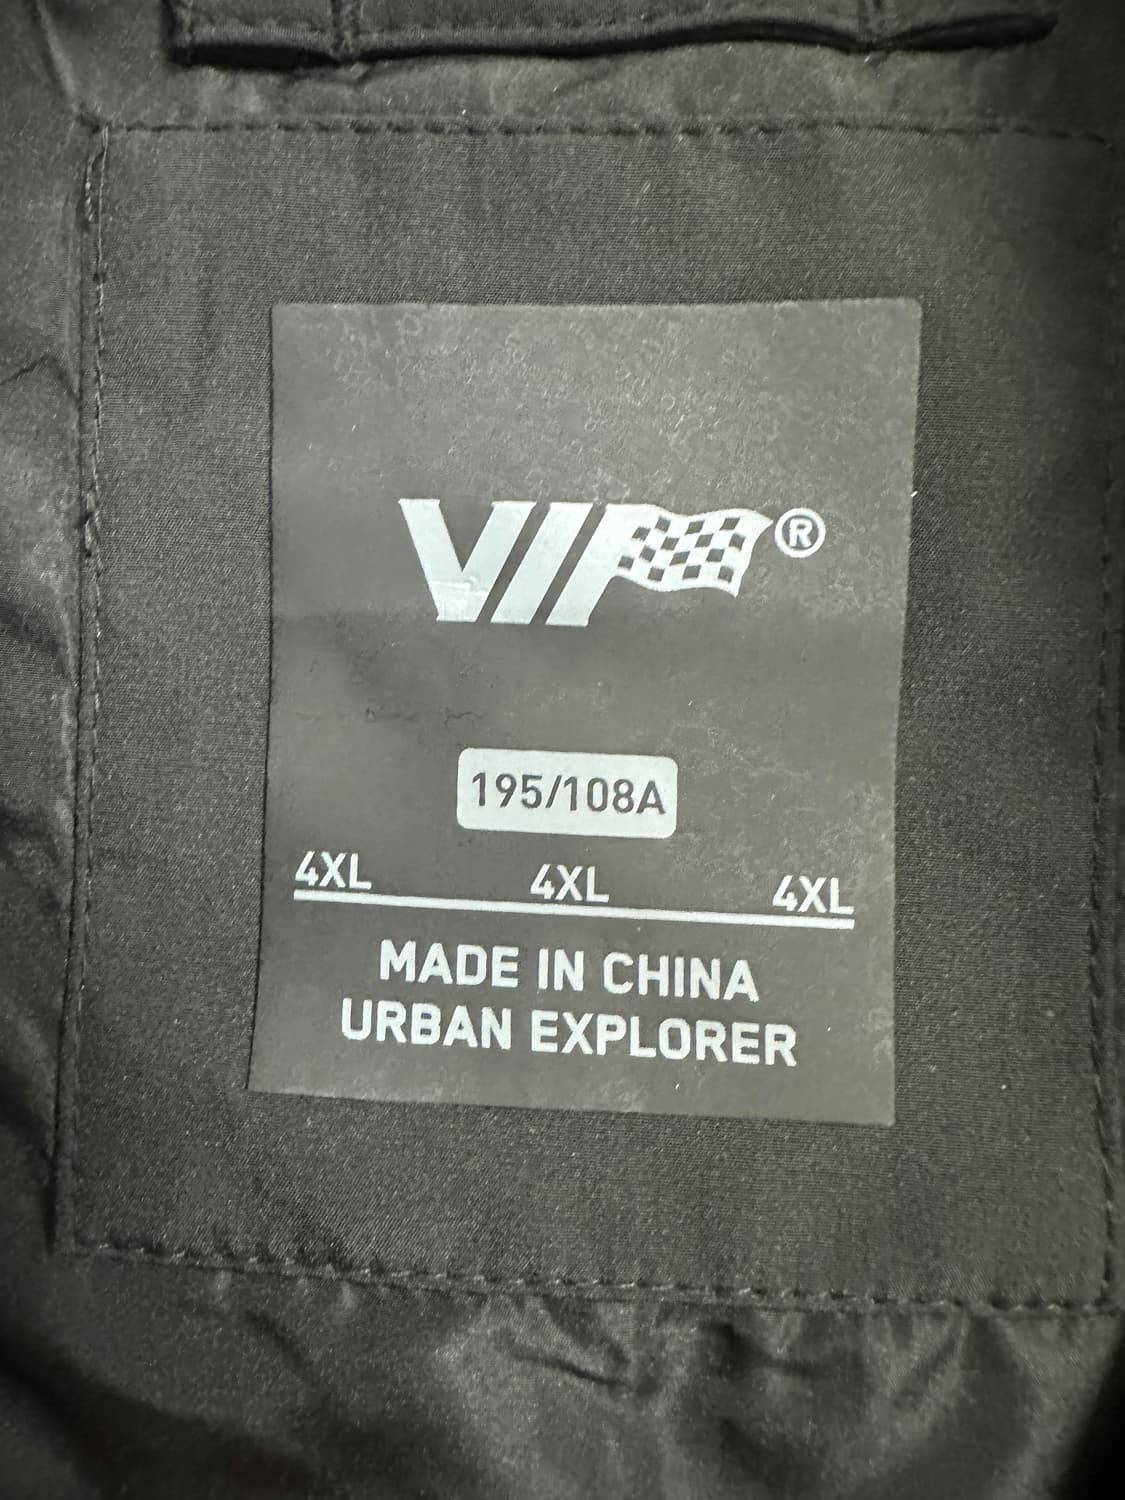 VIP®
195/108A
4XL 4XL 4XL
MADE IN CHINA
URBAN EXPLORER